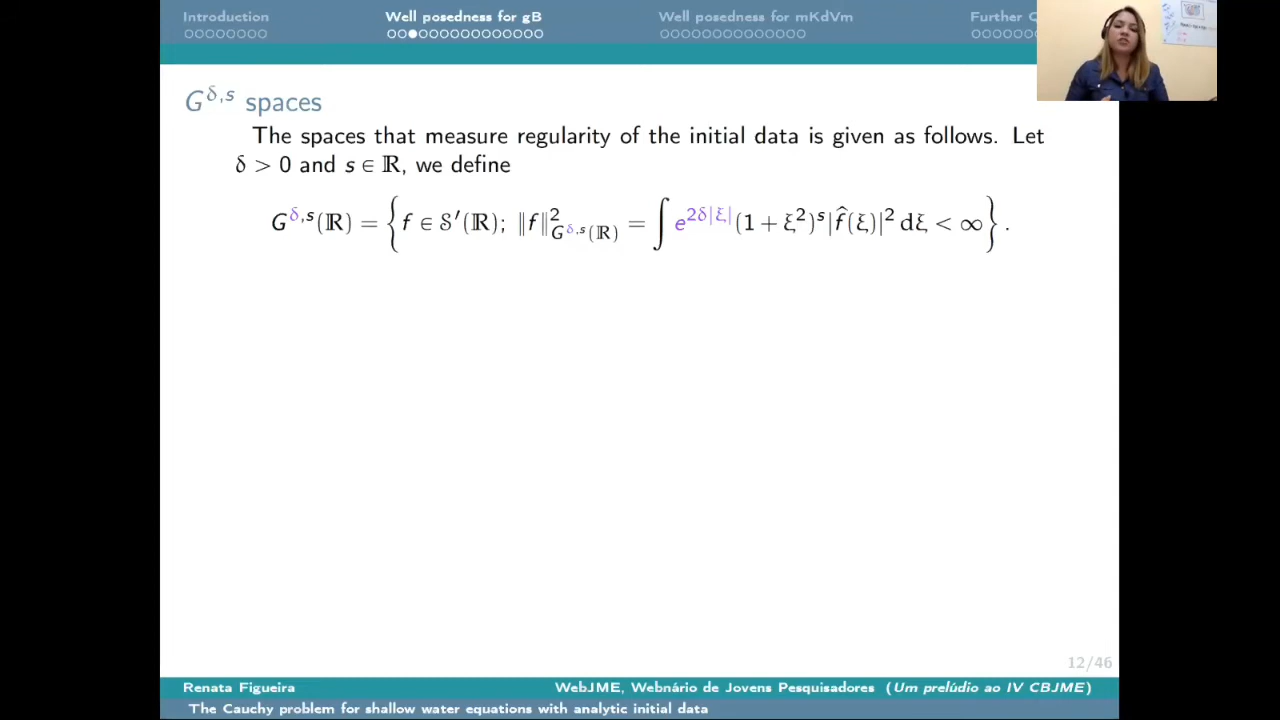 Introduction
Well posedness for gB
Well posedness for mKdVm
Further Q
G^{δ,s} spaces
The spaces that measure regularity of the initial data is given as follows. Let
δ > 0 and s ∈ ℝ, we define
G^{δ,s}(ℝ) = { f ∈ S′(ℝ); ‖f‖²_{G^{δ,s}(ℝ)} = ∫ e^{2δ|ξ|}(1 + ξ²)^s|f̂(ξ)|² dξ < ∞ } .
12/46
Renata Figueira
WebJME, Webnário de Jovens Pesquisadores (Um prelúdio ao IV CBJME)
The Cauchy problem for shallow water equations with analytic initial data